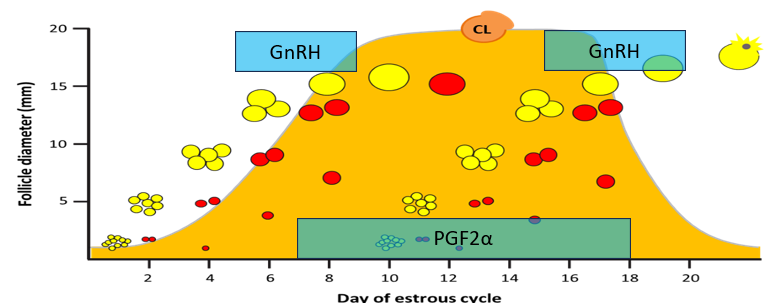 20
CL
GnRH
GnRH
15
10
5
Follicle diameter (mm)
PGF2α
2 4 6 8 10 12 14 16 18 20
Day of estrous cycle